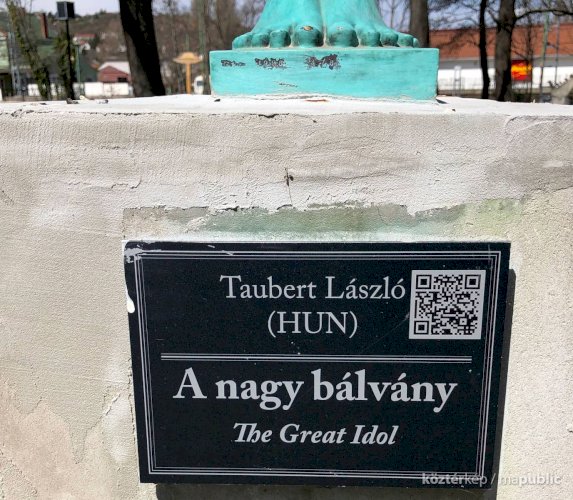 Taubert László
(HUN)
A nagy bálvány
The Great Idol
köztérkép / mapublic